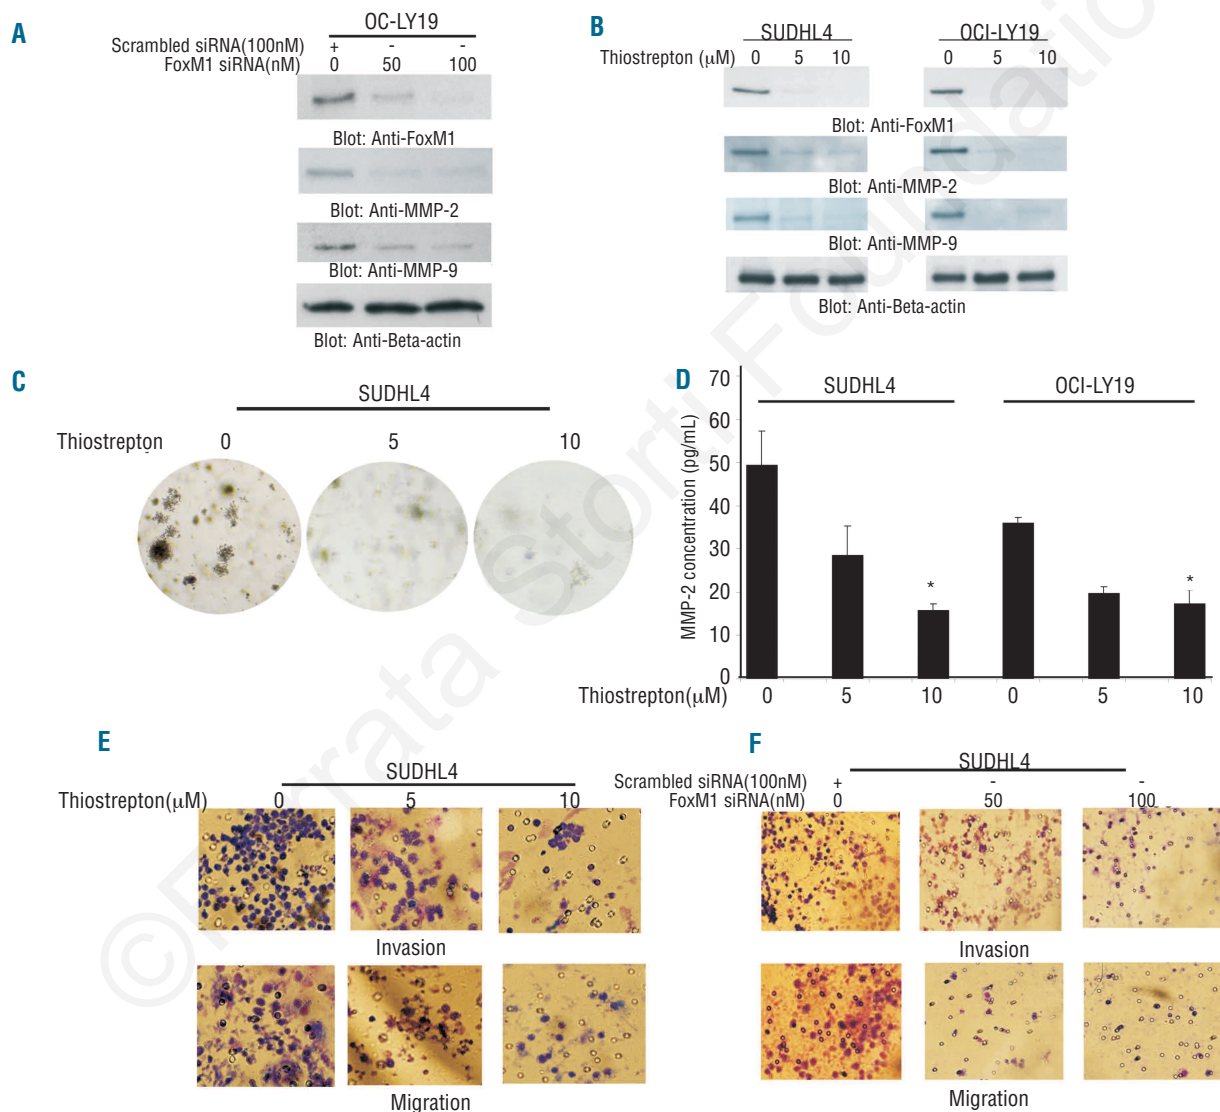 A
OC-LY19
Scrambled siRNA(100nM) + - -
FoxM1 siRNA(nM) 0 50 100
Blot: Anti-FoxM1
Blot: Anti-MMP-2
Blot: Anti-MMP-9
Blot: Anti-Beta-actin
B
SUDHL4 OCI-LY19
Thiostrepton (μM) 0 5 10 0 5 10
Blot: Anti-FoxM1
Blot: Anti-MMP-2
Blot: Anti-MMP-9
Blot: Anti-Beta-actin
C
SUDHL4
Thiostrepton 0 5 10
D
SUDHL4 OCI-LY19
MMP-2 concentration (pg/mL)
70
60
50
40
30
20
10
0
* *
Thiostrepton(μM) 0 5 10 0 5 10
E
SUDHL4
Thiostrepton(μM) 0 5 10
Invasion
Migration
F
SUDHL4
Scrambled siRNA(100nM) + - -
FoxM1 siRNA(nM) 0 50 100
Invasion
Migration
©Ferrata Storti Foundation